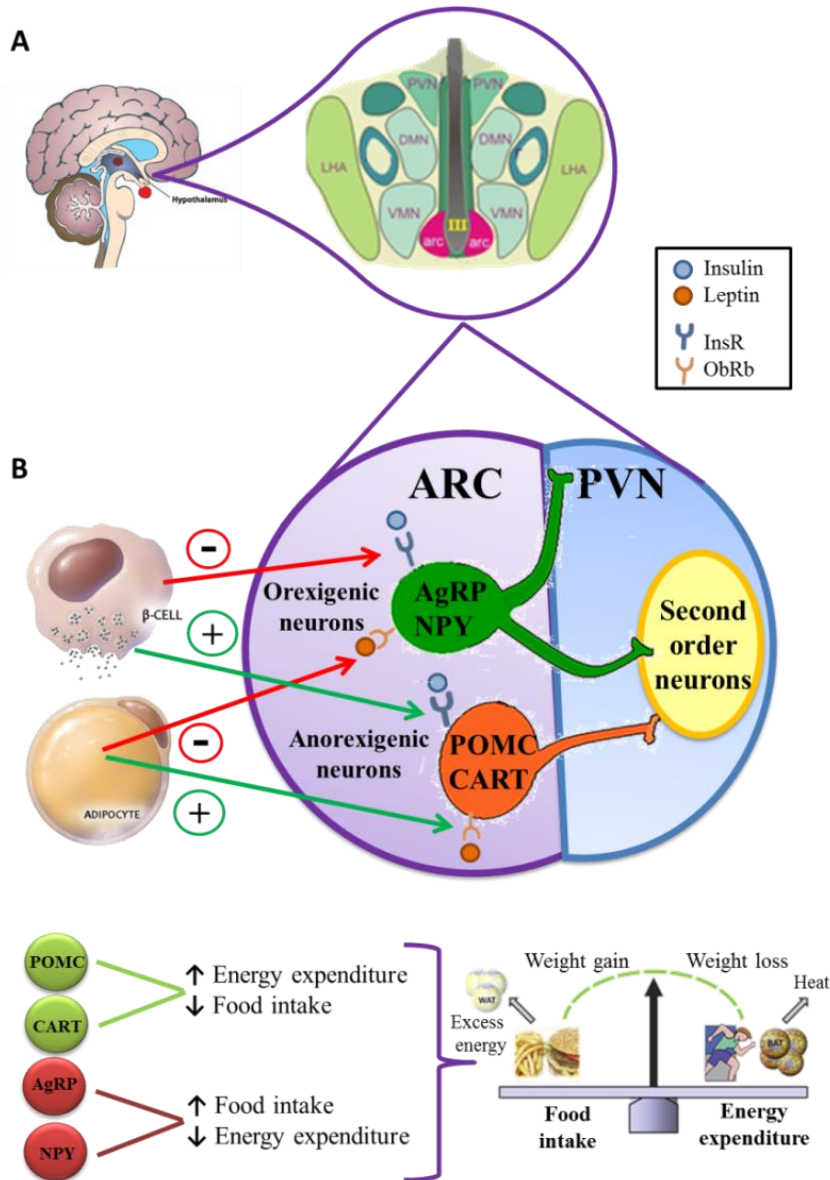 A
Hypothalamus
PVN PVN
DMN DMN
LHA LHA
VMN VMN
III
arc arc
Insulin
Leptin
InsR
ObRb
B
ARC PVN
β-CELL
-
+
Orexigenic
neurons
AgRP
NPY
Second
order
neurons
Anorexigenic
neurons
POMC
CART
-
+
ADIPOCYTE
POMC
CART
↑ Energy expenditure
↓ Food intake
AgRP
NPY
↑ Food intake
↓ Energy expenditure
Weight gain Weight loss
Heat
WAT
Excess
energy
BAT
Food
intake
Energy
expenditure